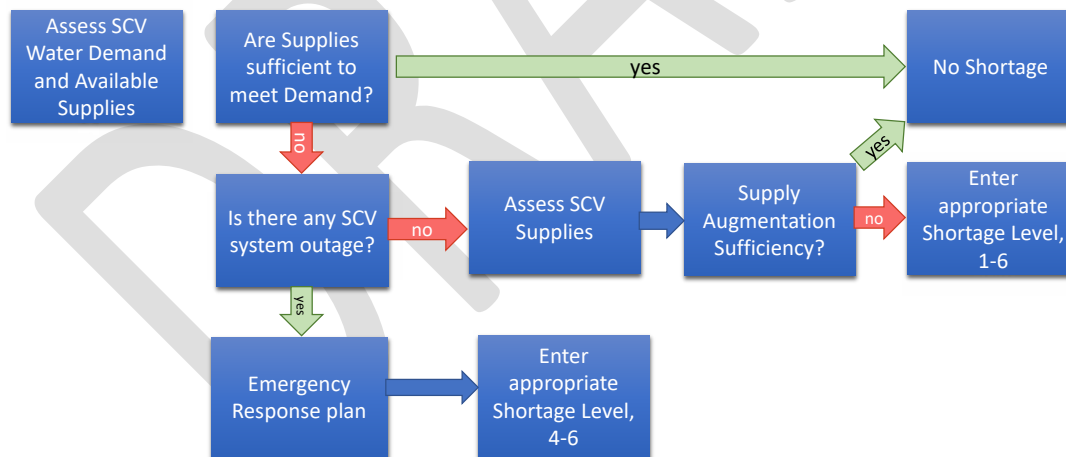 Assess SCV
Water Demand
and Available
Supplies
Are Supplies
sufficient to
meet Demand?
yes
No Shortage
no
yes
Is there any SCV
system outage?
no
Assess SCV
Supplies
Supply
Augmentation
Sufficiency?
no
Enter
appropriate
Shortage Level,
1-6
yes
Emergency
Response plan
Enter
appropriate
Shortage Level,
4-6